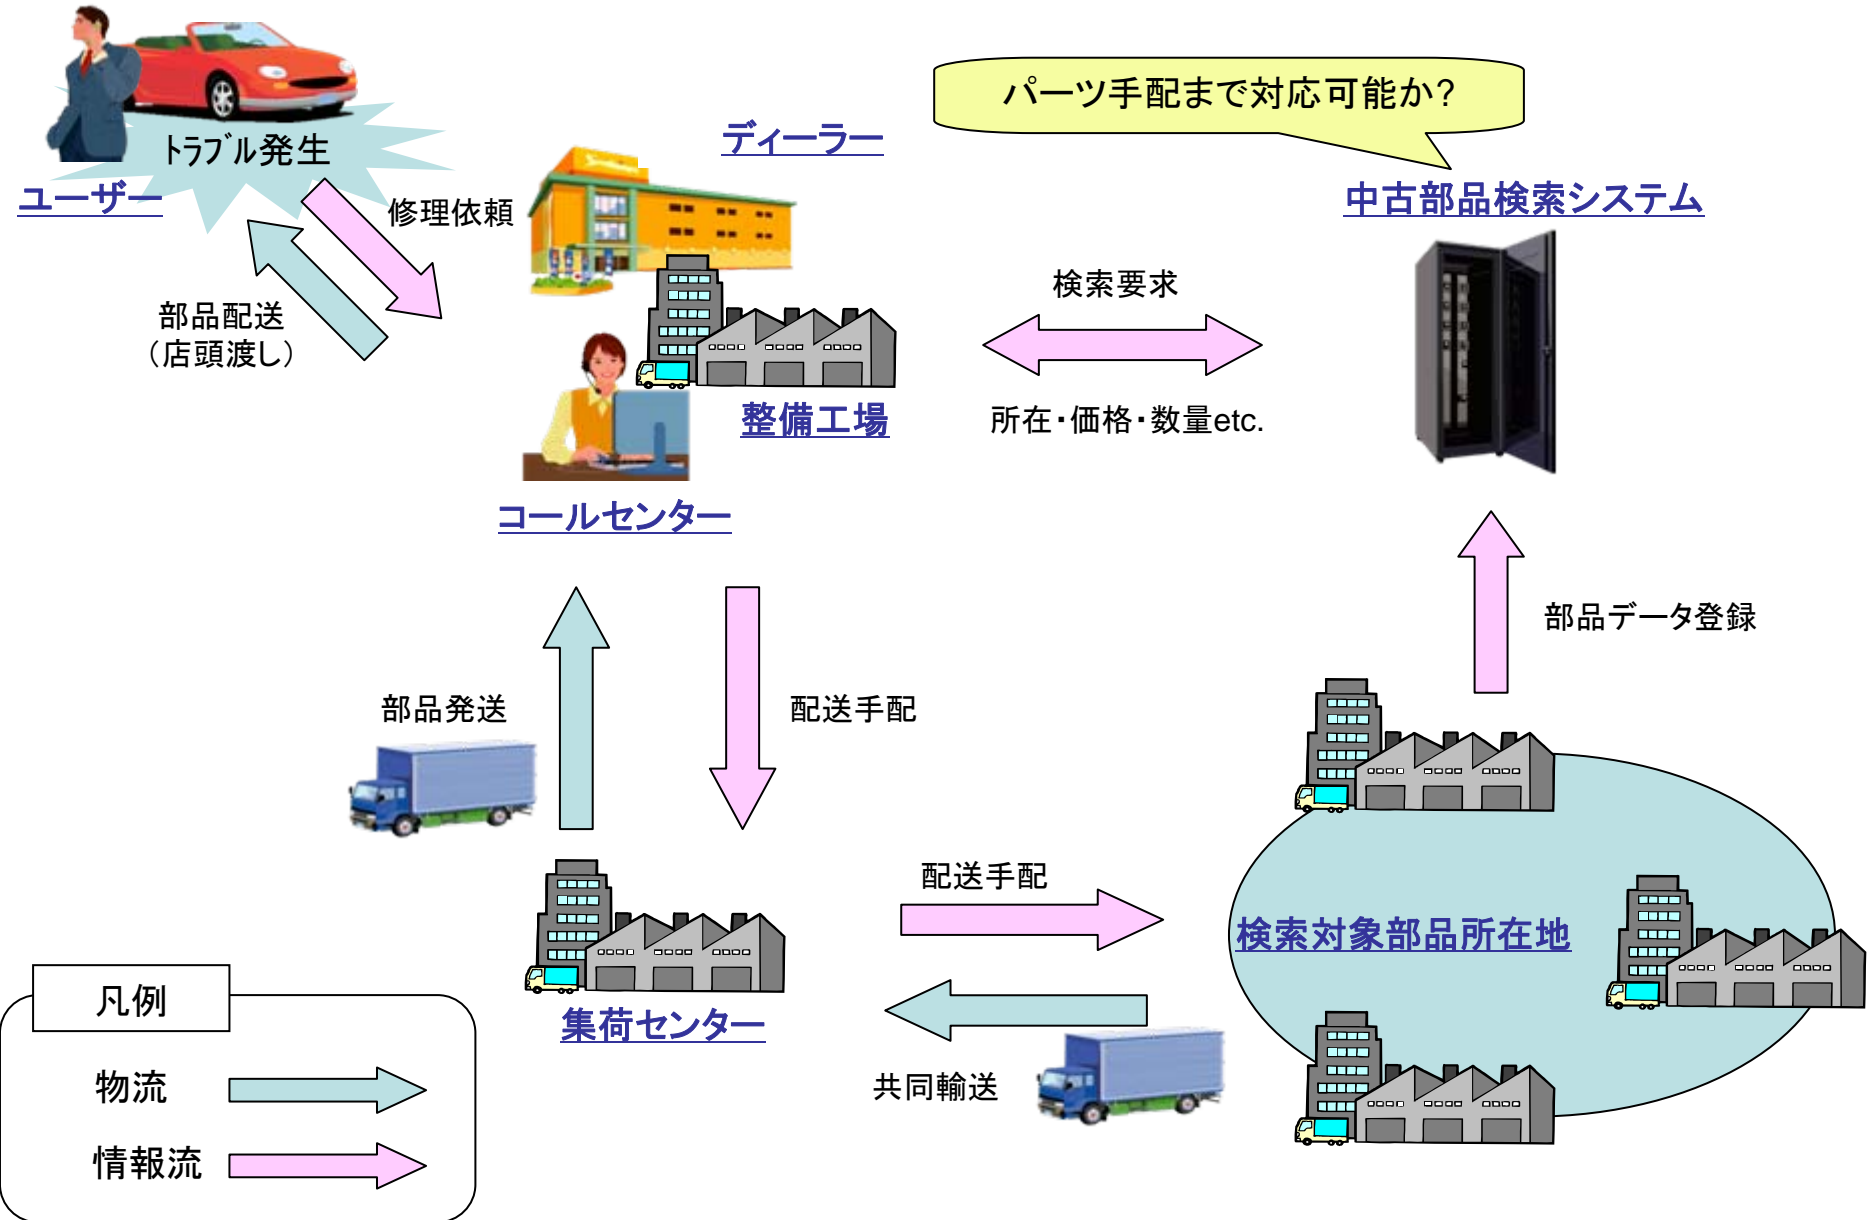 パーツ手配まで対応可能か?
ディーラー
トラブル発生
ユーザー
修理依頼
中古部品検索システム
検索要求
部品配送
(店頭渡し)
整備工場
所在・価格・数量etc.
コールセンター
部品データ登録
部品発送
配送手配
配送手配
検索対象部品所在地
凡例
集荷センター
物流
共同輸送
情報流